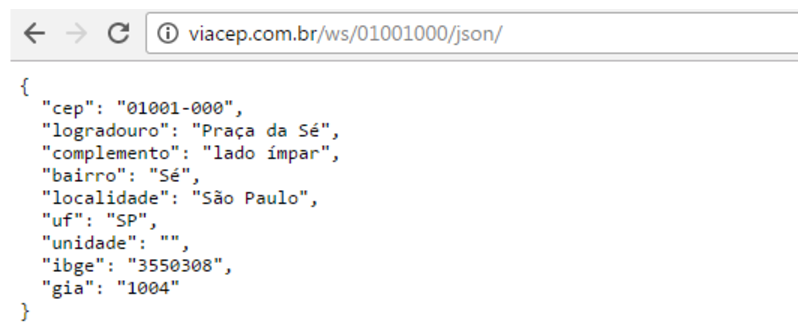 viacep.com.br/ws/01001000/json/
{
  "cep": "01001-000",
  "logradouro": "Praça da Sé",
  "complemento": "lado ímpar",
  "bairro": "Sé",
  "localidade": "São Paulo",
  "uf": "SP",
  "unidade": "",
  "ibge": "3550308",
  "gia": "1004"
}